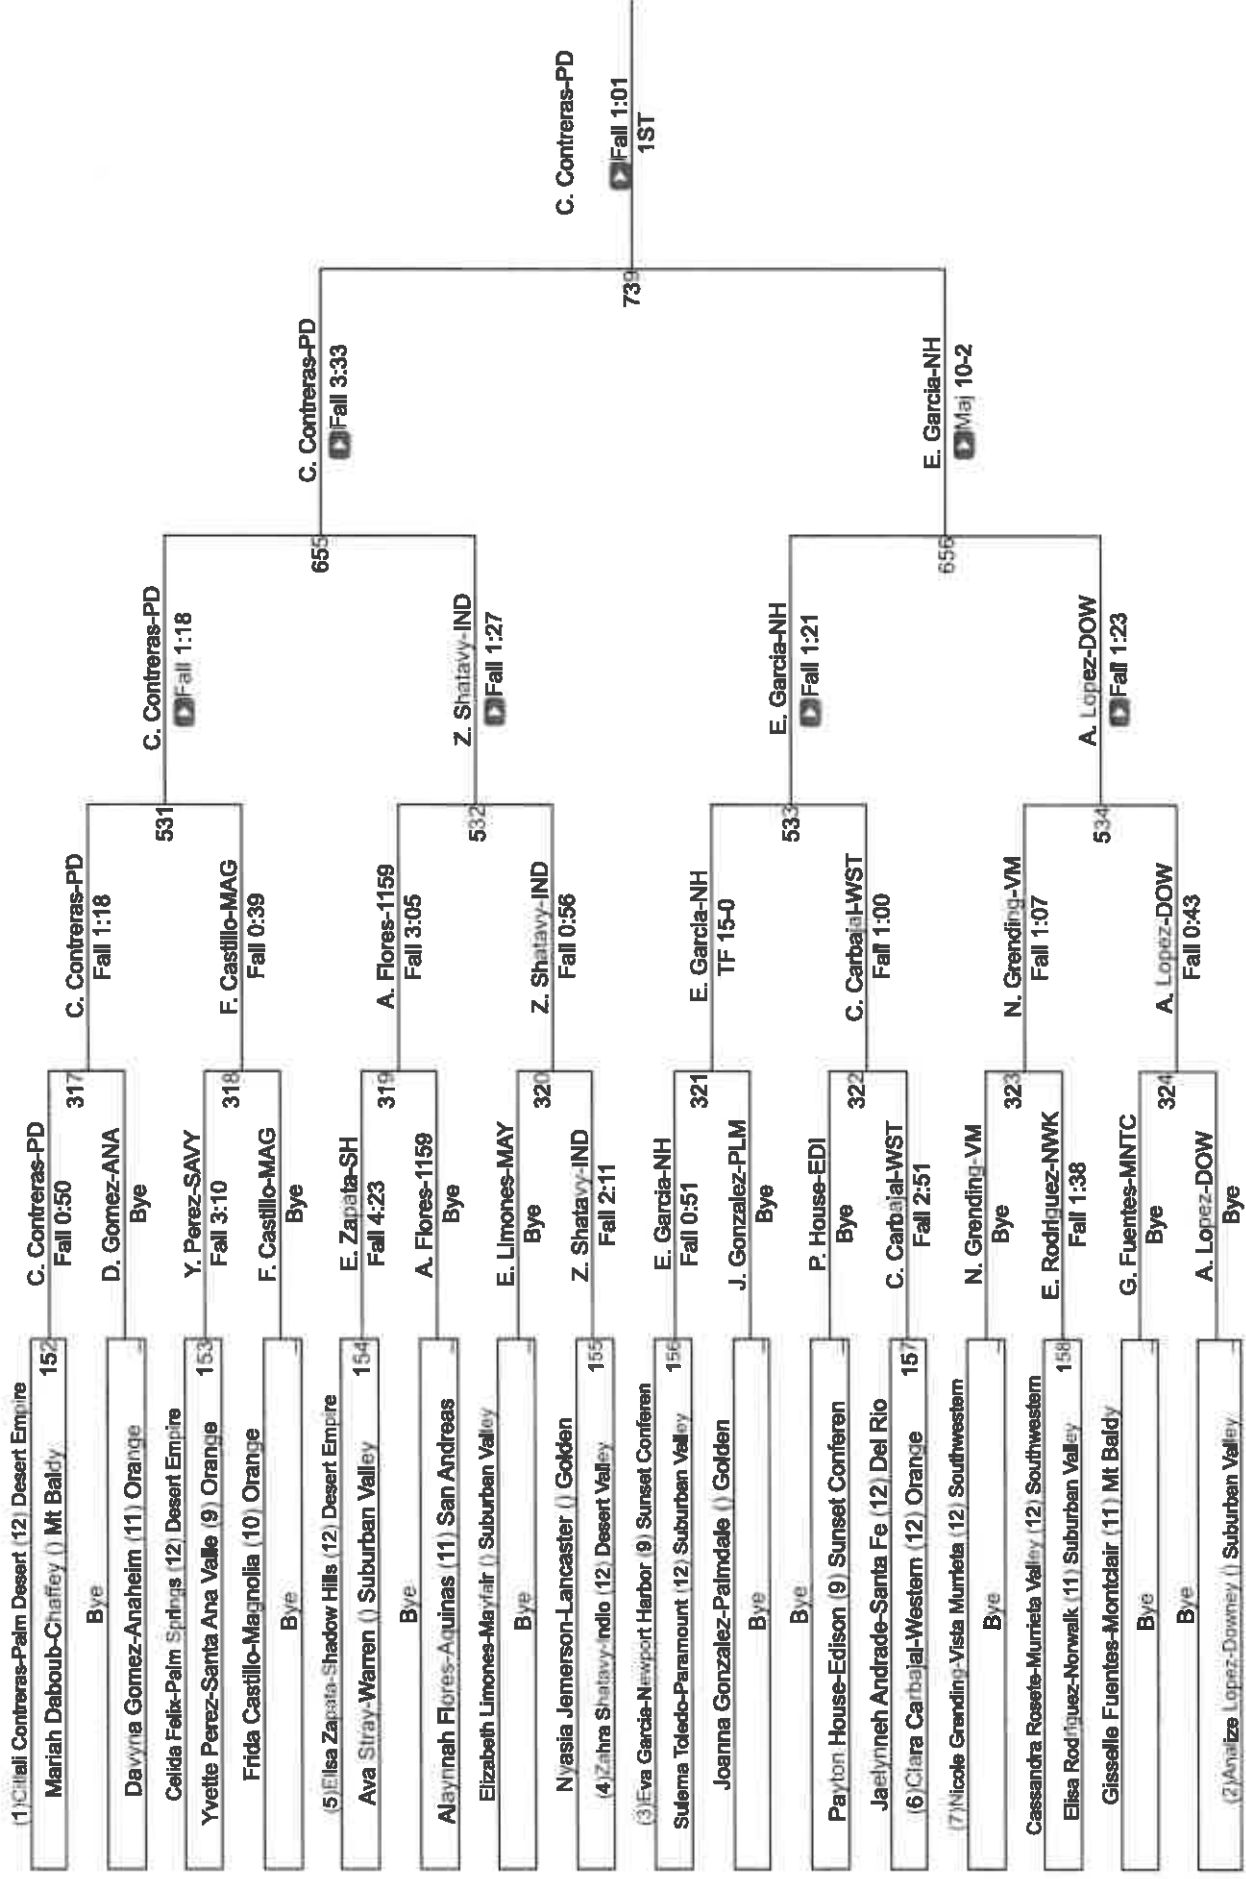 (1)Citlali Contreras-Palm Desert (12) Desert Empire
152
Mariah Daboub-Chaffey () Mt Baldy
Bye
Davyna Gomez-Anaheim (11) Orange
Celida Felix-Palm Springs (12) Desert Empire
153
Yvette Perez-Santa Ana Valle (9) Orange
Frida Castillo-Magnolia (10) Orange
Bye
(5)Elisa Zapata-Shadow Hills (12) Desert Empire
154
Ava Stray-Warren () Suburban Valley
Bye
Alaynnah Flores-Aquinas (11) San Andreas
Elizabeth Limones-Mayfair () Suburban Valley
Bye
Nyasia Jemerson-Lancaster () Golden
155
(4)Zahra Shatavy-Indio (12) Desert Valley
(3)Eva Garcia-Newport Harbor (9) Sunset Conferen
156
Sulema Toledo-Paramount (12) Suburban Valley
Joanna Gonzalez-Palmdale () Golden
Bye
Bye
Payton House-Edison (9) Sunset Conferen
Jaelynneh Andrade-Santa Fe (12) Del Rio
157
(6)Clara Carbajal-Western (12) Orange
(7)Nicole Grending-Vista Murrieta (12) Southwestern
Bye
Cassandra Rosete-Murrieta Valley (12) Southwestern
158
Elisa Rodriguez-Norwalk (11) Suburban Valley
Gisselle Fuentes-Montclair (11) Mt Baldy
Bye
Bye
(2)Analize Lopez-Downey () Suburban Valley
C. Contreras-PD
Fall 0:50
317
D. Gomez-ANA
Bye
Y. Perez-SAVY
Fall 3:10
318
F. Castillo-MAG
Bye
E. Zapata-SH
Fall 4:23
319
A. Flores-1159
Bye
E. Limones-MAY
Bye
320
Z. Shatavy-IND
Fall 2:11
E. Garcia-NH
Fall 0:51
321
J. Gonzalez-PLM
Bye
P. House-EDI
Bye
322
C. Carbajal-WST
Fall 2:51
N. Grending-VM
Bye
323
E. Rodriguez-NWK
Fall 1:38
G. Fuentes-MNTC
Bye
324
A. Lopez-DOW
Bye
C. Contreras-PD
Fall 1:18
531
F. Castillo-MAG
Fall 0:39
A. Flores-1159
Fall 3:05
532
Z. Shatavy-IND
Fall 0:56
E. Garcia-NH
TF 15-0
533
C. Carbajal-WST
Fall 1:00
N. Grending-VM
Fall 1:07
534
A. Lopez-DOW
Fall 0:43
C. Contreras-PD
Fall 1:18
655
Z. Shatavy-IND
Fall 1:27
E. Garcia-NH
Fall 1:21
656
A. Lopez-DOW
Fall 1:23
C. Contreras-PD
Fall 3:33
739
E. Garcia-NH
Maj 10-2
C. Contreras-PD
Fall 1:01
1ST